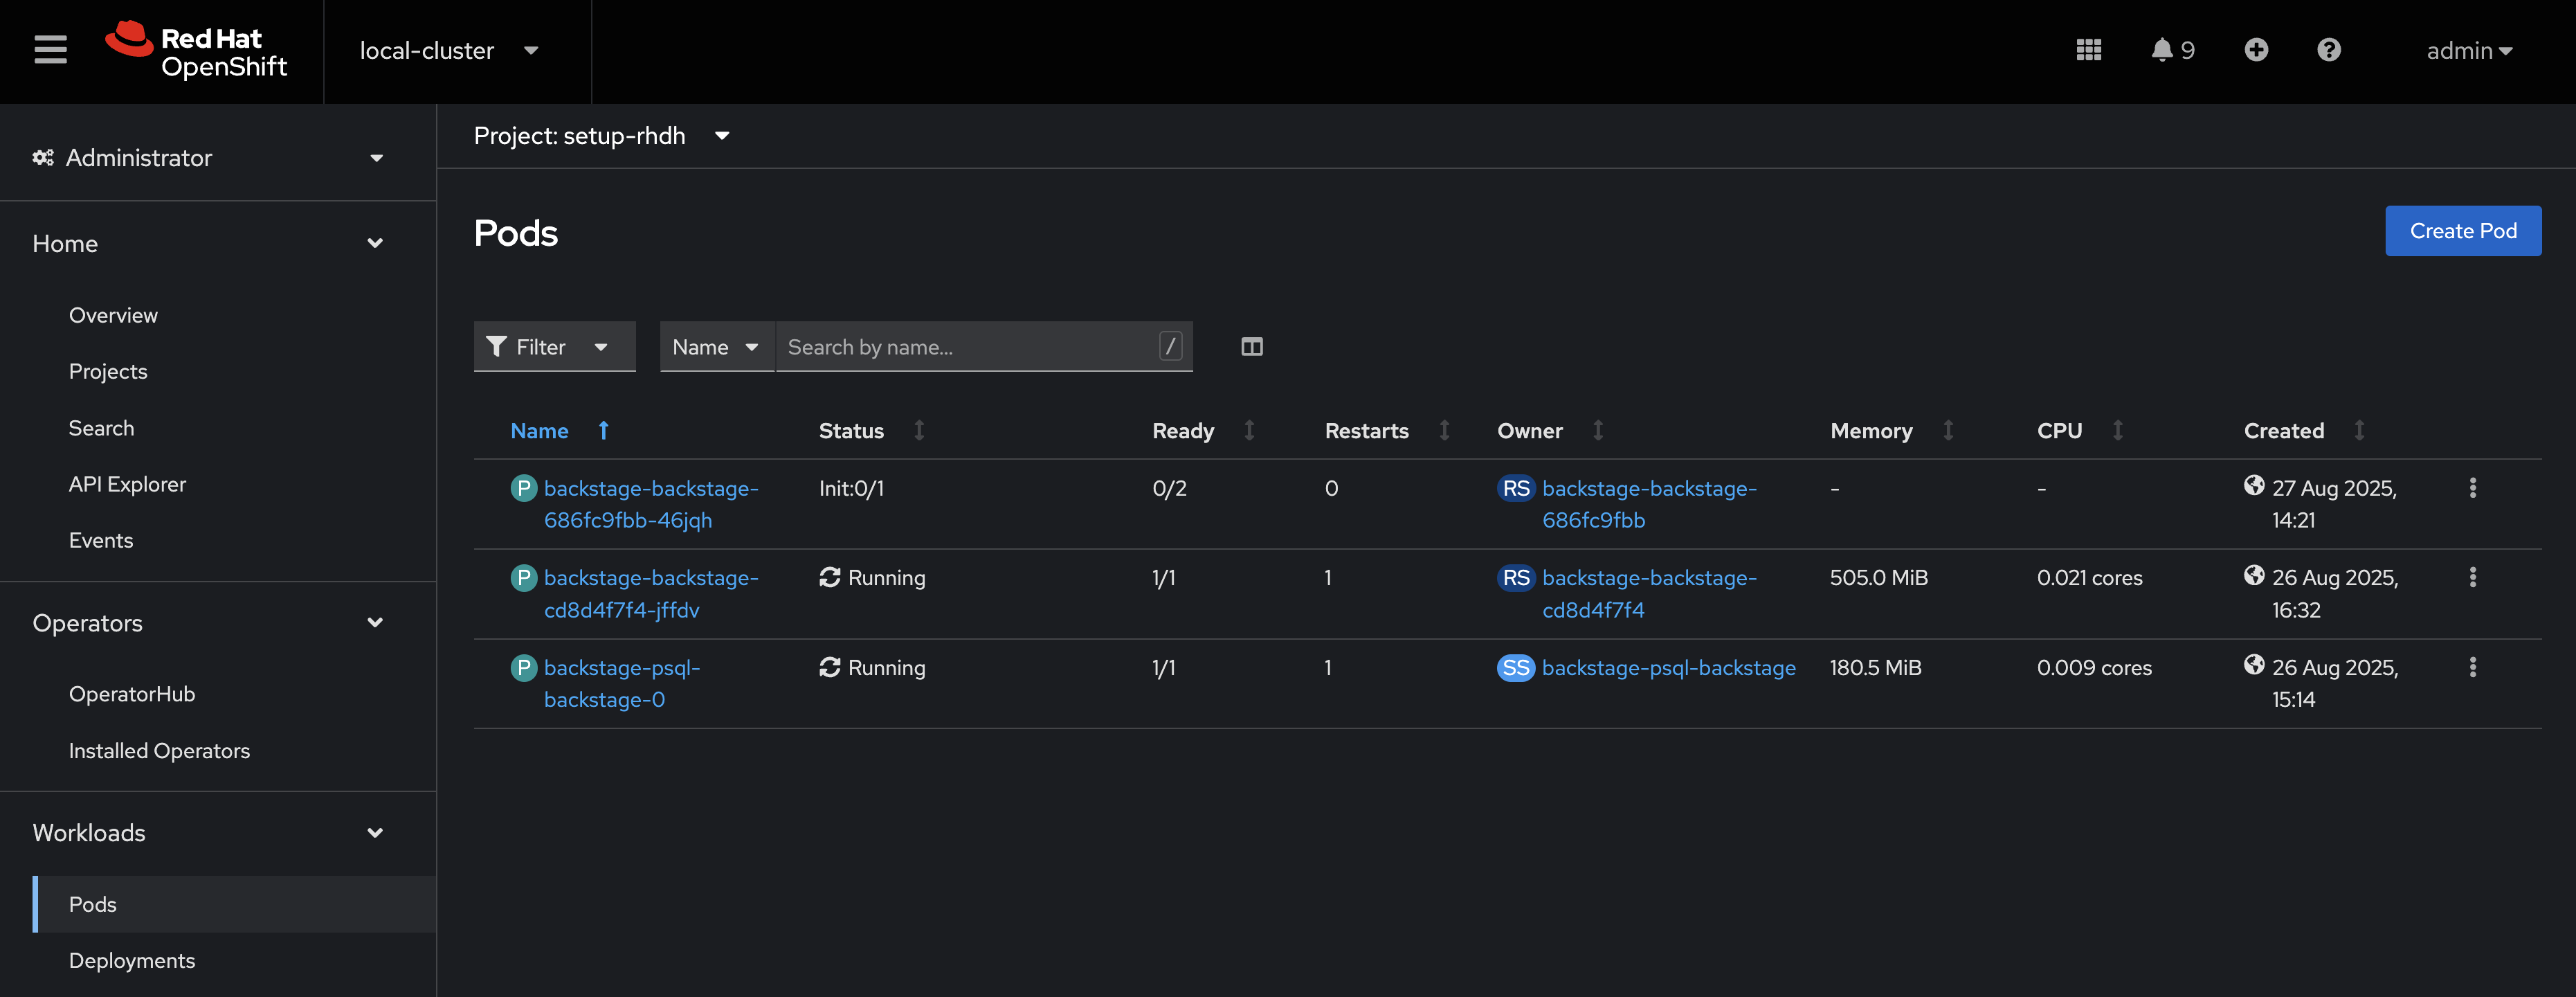 Red Hat
OpenShift
local-cluster
9
admin
Administrator
Home
Overview
Projects
Search
API Explorer
Events
Operators
OperatorHub
Installed Operators
Workloads
Pods
Deployments
Project: setup-rhdh
Pods
Create Pod
Filter
Name
Search by name...
/
Name Status Ready Restarts Owner Memory CPU Created
P backstage-backstage- Init:0/1 0/2 0 RS backstage-backstage- - - 27 Aug 2025,
686fc9fbb-46jqh 686fc9fbb 14:21
P backstage-backstage- Running 1/1 1 RS backstage-backstage- 505.0 MiB 0.021 cores 26 Aug 2025,
cd8d4f7f4-jffdv cd8d4f7f4 16:32
P backstage-psql- Running 1/1 1 SS backstage-psql-backstage 180.5 MiB 0.009 cores 26 Aug 2025,
backstage-0 15:14